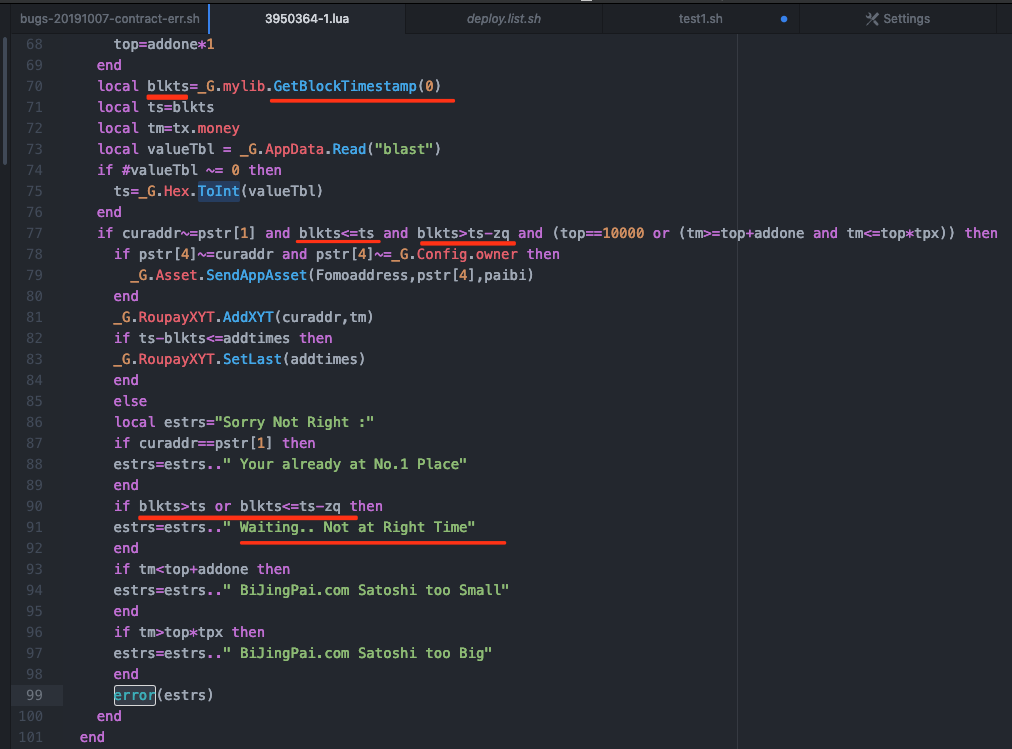 bugs-20191007-contract-err.sh 3950364-1.lua deploy.list.sh test1.sh Settings
68 top=addone*1
69 end
70 local blkts=_G.mylib.GetBlockTimestamp(0)
71 local ts=blkts
72 local tm=tx.money
73 local valueTbl = _G.AppData.Read("blast")
74 if #valueTbl ~= 0 then
75 ts=_G.Hex.ToInt(valueTbl)
76 end
77 if curaddr~=pstr[1] and blkts<=ts and blkts>ts-zq and (top==10000 or (tm>=top+addone and tm<=top*tpx)) then
78 if pstr[4]~=curaddr and pstr[4]~=_G.Config.owner then
79 _G.Asset.SendAppAsset(Fomoaddress,pstr[4],paibi)
80 end
81 _G.RoupayXYT.AddXYT(curaddr,tm)
82 if ts-blkts<=addtimes then
83 _G.RoupayXYT.SetLast(addtimes)
84 end
85 else
86 local estrs="Sorry Not Right :"
87 if curaddr==pstr[1] then
88 estrs=estrs.." Your already at No.1 Place"
89 end
90 if blkts>ts or blkts<=ts-zq then
91 estrs=estrs.." Waiting.. Not at Right Time"
92 end
93 if tm<top+addone then
94 estrs=estrs.." BiJingPai.com Satoshi too Small"
95 end
96 if tm>top*tpx then
97 estrs=estrs.." BiJingPai.com Satoshi too Big"
98 end
99 error(estrs)
100 end
101 end